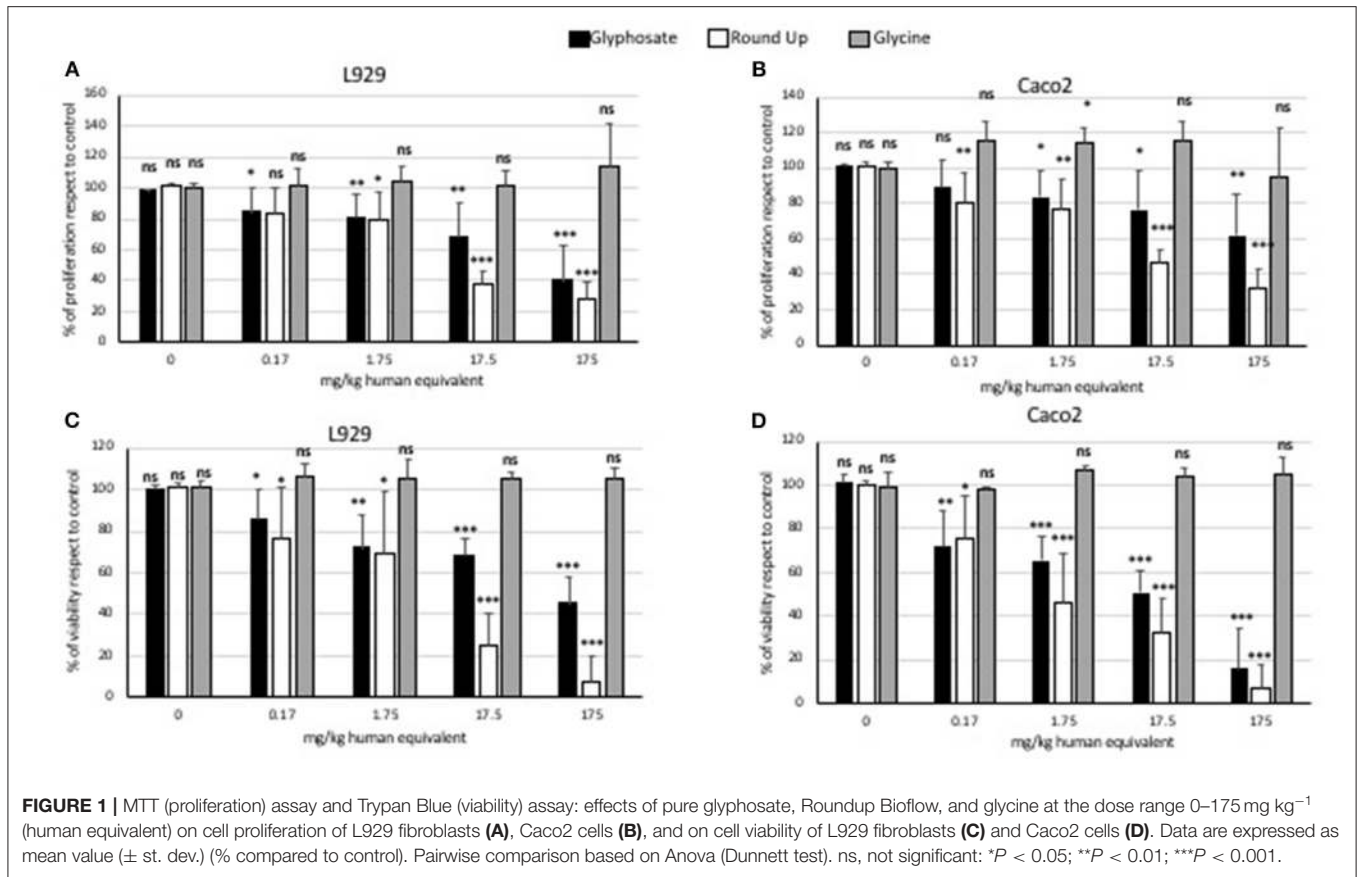 Glyphosate Round Up Glycine
A
L929
% of proliferation respect to control
160
140
120
100
80
60
40
20
0
ns ns ns * ns ns ** * ns ** *** ns *** *** ns
0 0.17 1.75 17.5 175
mg/kg human equivalent
B
Caco2
% of proliferation respect to control
140
120
100
80
60
40
20
0
ns ns ns ns ** ns * ** * * *** ns ** *** ns
0 0.17 1.75 17.5 175
mg/kg human equivalent
C
L929
% of viability respect to control
120
100
80
60
40
20
0
ns ns ns * * ns ** * ns *** *** ns *** *** ns
0 0.17 1.75 17.5 175
mg/kg human equivalent
D
Caco2
% of viability respect to control
120
100
80
60
40
20
0
ns ns ns ** * ns *** *** ns *** *** ns *** *** ns
0 0.17 1.75 17.5 175
mg/kg human equivalent
FIGURE 1 | MTT (proliferation) assay and Trypan Blue (viability) assay: effects of pure glyphosate, Roundup Bioflow, and glycine at the dose range 0–175 mg kg⁻¹
(human equivalent) on cell proliferation of L929 fibroblasts (A), Caco2 cells (B), and on cell viability of L929 fibroblasts (C) and Caco2 cells (D). Data are expressed as
mean value (± st. dev.) (% compared to control). Pairwise comparison based on Anova (Dunnett test). ns, not significant: *P < 0.05; **P < 0.01; ***P < 0.001.